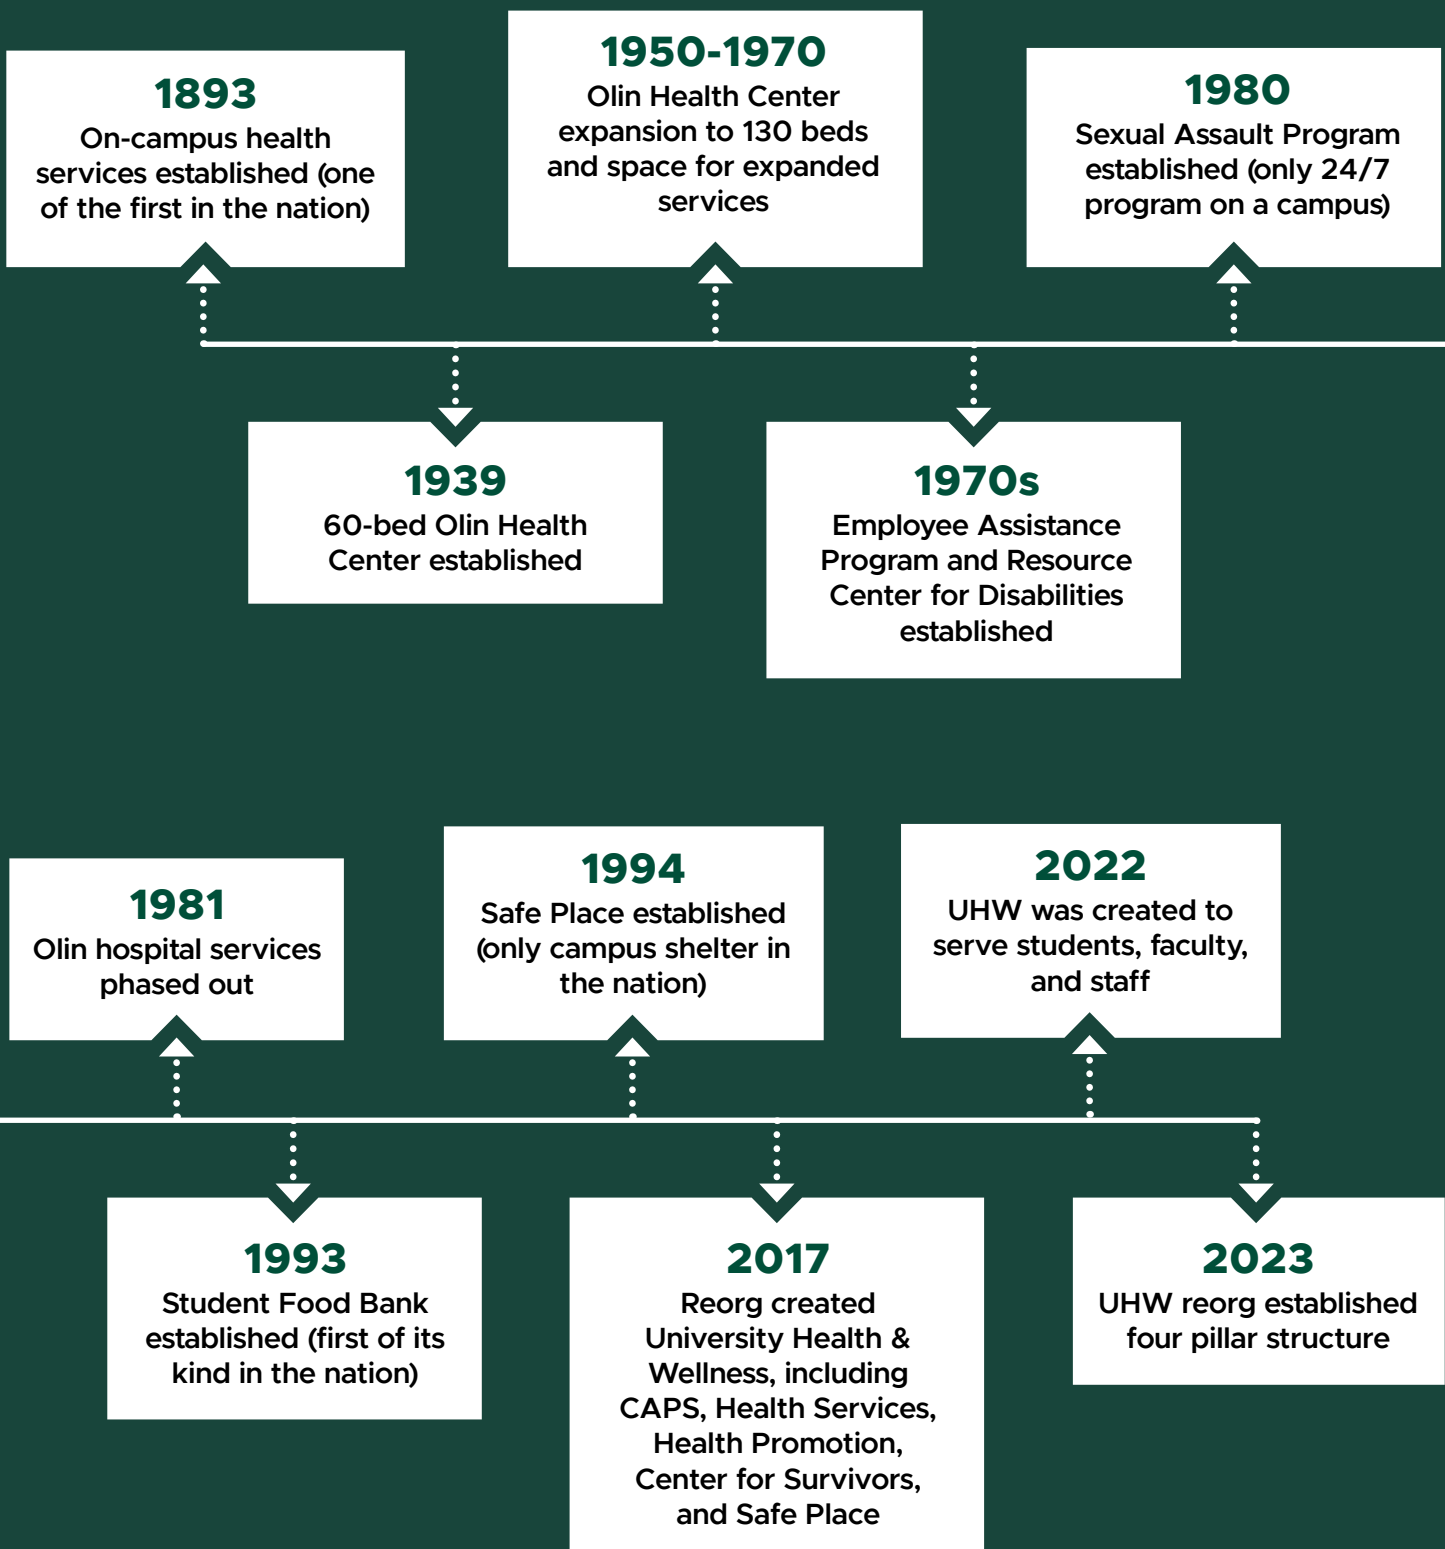 1893
On-campus health
services established (one
of the first in the nation)
1939
60-bed Olin Health
Center established
1950-1970
Olin Health Center
expansion to 130 beds
and space for expanded
services
1970s
Employee Assistance
Program and Resource
Center for Disabilities
established
1980
Sexual Assault Program
established (only 24/7
program on a campus)
1981
Olin hospital services
phased out
1993
Student Food Bank
established (first of its
kind in the nation)
1994
Safe Place established
(only campus shelter in
the nation)
2017
Reorg created
University Health &
Wellness, including
CAPS, Health Services,
Health Promotion,
Center for Survivors,
and Safe Place
2022
UHW was created to
serve students, faculty,
and staff
2023
UHW reorg established
four pillar structure